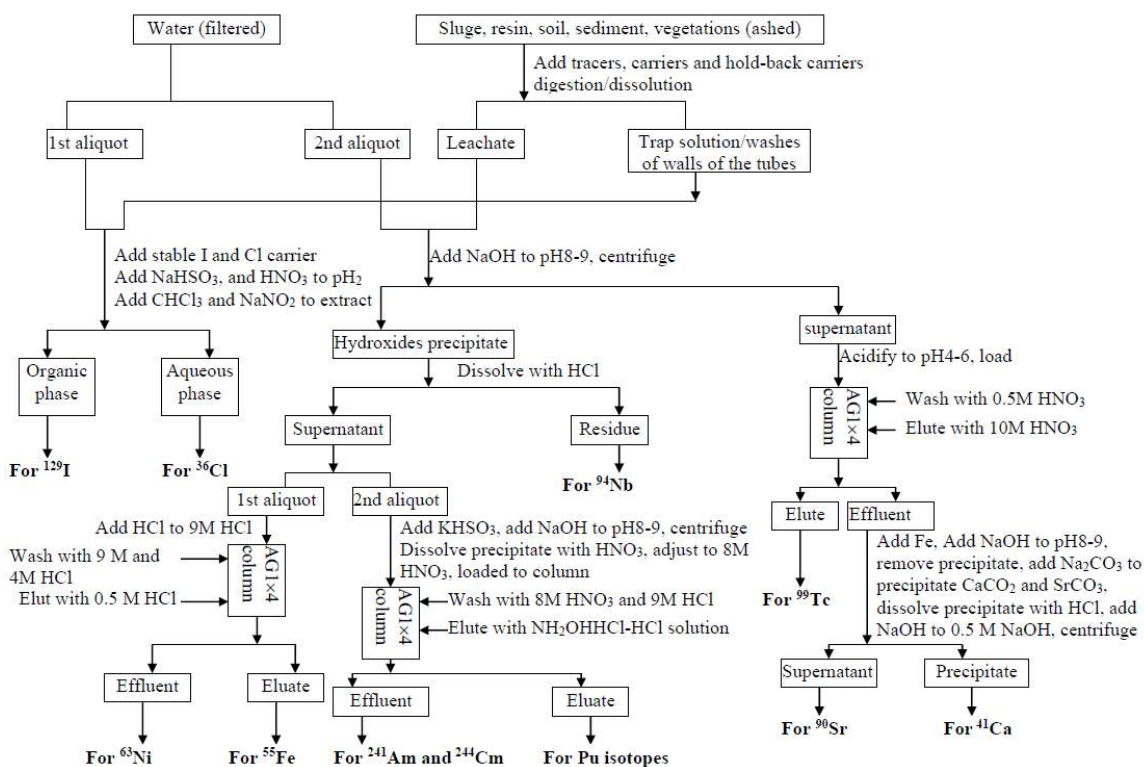 Water (filtered)
Sluge, resin, soil, sediment, vegetations (ashed)
Add tracers, carriers and hold-back carriers
digestion/dissolution
1st aliquot
2nd aliquot
Leachate
Trap solution/washes
of walls of the tubes
Add stable I and Cl carrier
Add NaHSO₃, and HNO₃ to pH₂
Add CHCl₃ and NaNO₂ to extract
Add NaOH to pH8-9, centrifuge
Organic
phase
Aqueous
phase
For ¹²⁹I
For ³⁶Cl
Hydroxides precipitate
Dissolve with HCl
Supernatant
Residue
For ⁹⁴Nb
supernatant
Acidify to pH4-6, load
AG1×4
column
Wash with 0.5M HNO₃
Elute with 10M HNO₃
1st aliquot
2nd aliquot
Add HCl to 9M HCl
Wash with 9 M and
4M HCl
Elut with 0.5 M HCl
AG1×4
column
Add KHSO₃, add NaOH to pH8-9, centrifuge
Dissolve precipitate with HNO₃, adjust to 8M
HNO₃, loaded to column
AG1×4
column
Wash with 8M HNO₃ and 9M HCl
Elute with NH₂OHHCl-HCl solution
Elute
Effluent
For ⁹⁹Tc
Add Fe, Add NaOH to pH8-9,
remove precipitate, add Na₂CO₃ to
precipitate CaCO₂ and SrCO₃,
dissolve precipitate with HCl, add
NaOH to 0.5 M NaOH, centrifuge
Effluent
Eluate
Effluent
Eluate
Supernatant
Precipitate
For ⁶³Ni
For ⁵⁵Fe
For ²⁴¹Am and ²⁴⁴Cm
For Pu isotopes
For ⁹⁰Sr
For ⁴¹Ca